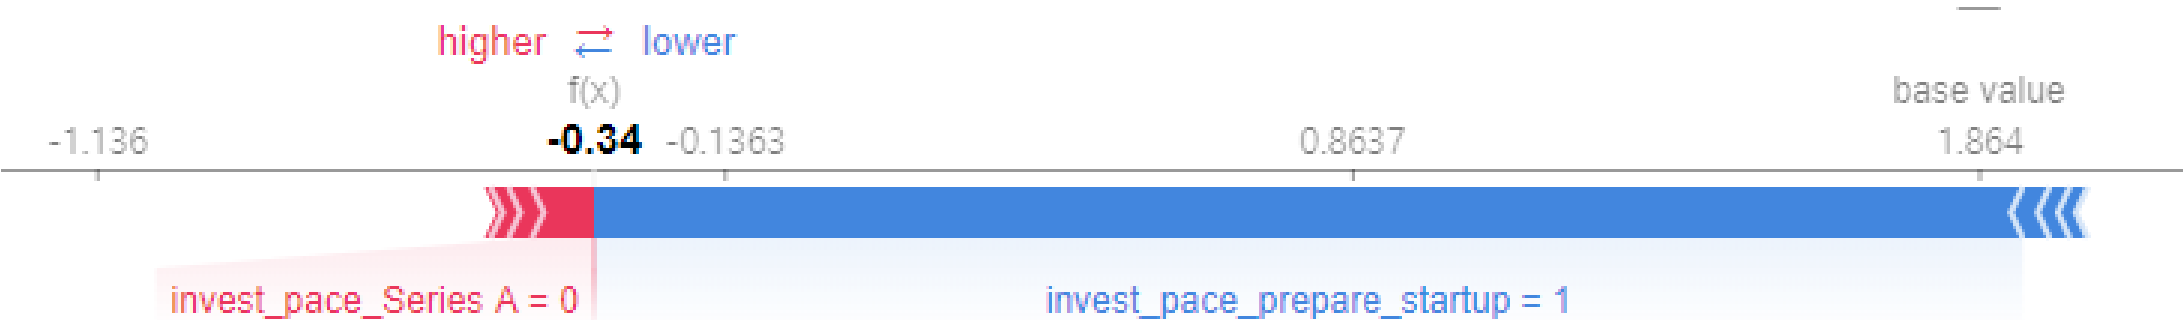 higher ⇄ lower
f(x) base value
-1.136 -0.34 -0.1363 0.8637 1.864
invest_pace_Series A = 0 invest_pace_prepare_startup = 1